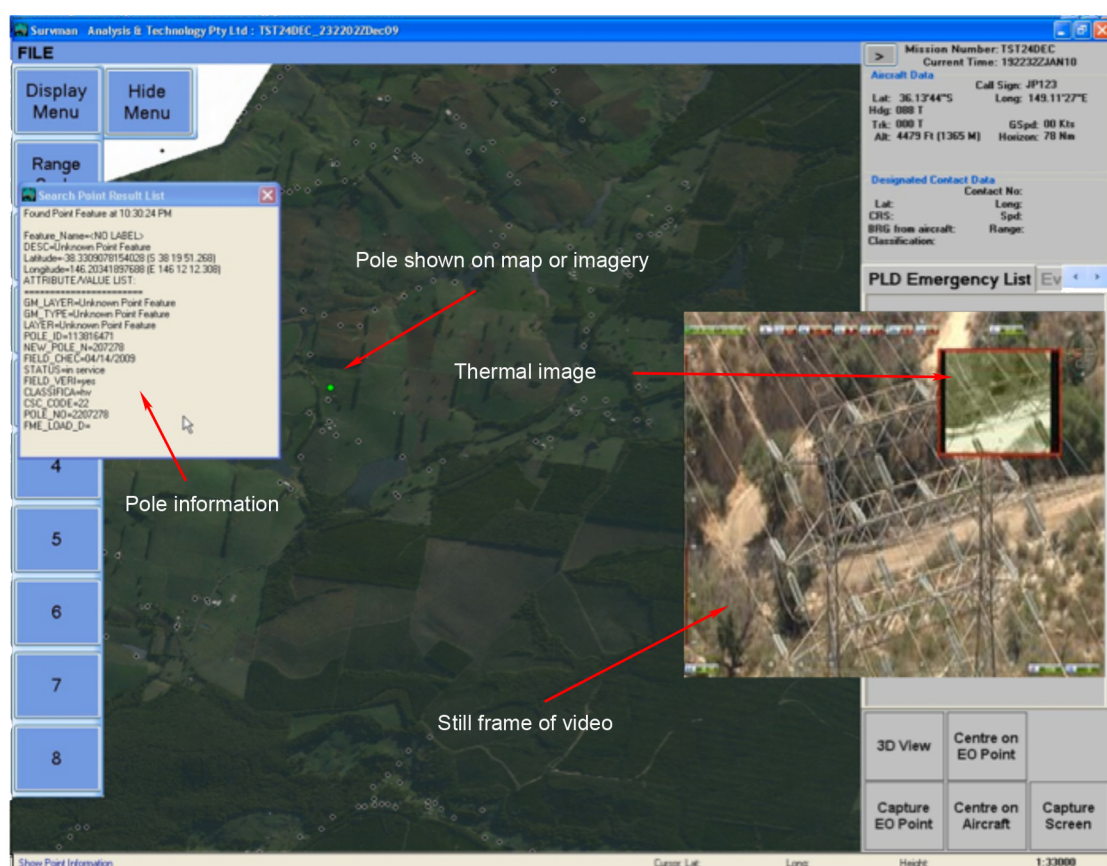 Survman Analysis & Technology Pty Ltd : TST24DEC_232202ZDec09
FILE
Display
Menu
Hide
Menu
Range
Search Point Result List
Found Point Feature at 10:30:24 PM
Feature_Name=<NO LABEL>
DESC=Unknown Point Feature
Latitude=-38.3309078154028 (S 38 19 51.268)
Longitude=146.20341897688 (E 146 12 12.308)
ATTRIBUTE/VALUE LIST:
========================
GM_LAYER=Unknown Point Feature
GM_TYPE=Unknown Point Feature
LAYER=Unknown Point Feature
POLE_ID=113816471
NEW_POLE_N=207278
FIELD_CHEC=04/14/2009
STATUS=in service
FIELD_VERI=yes
CLASSIFICA=hv
CSC_CODE=22
POLE_NO=2207278
FME_LOAD_D=
4
5
6
7
8
Pole information
Pole shown on map or imagery
Thermal image
Still frame of video
>
Mission Number: TST24DEC
Current Time: 192232ZJAN10
Aircraft Data
Call Sign: JP123
Lat: 36.13'44"S Long: 149.11'27"E
Hdg: 088 T
Trk: 000 T GSpd: 00 Kts
Alt: 4479 Ft (1365 M) Horizon: 78 Nm
Designated Contact Data
Contact No:
Lat: Long:
CRS: Spd:
BRG from aircraft: Range:
Classification:
PLD Emergency List Ev
3D View
Centre on
EO Point
Capture
EO Point
Centre on
Aircraft
Capture
Screen
Show Point Information
Cursor Lat: Long: Height: 1:33000